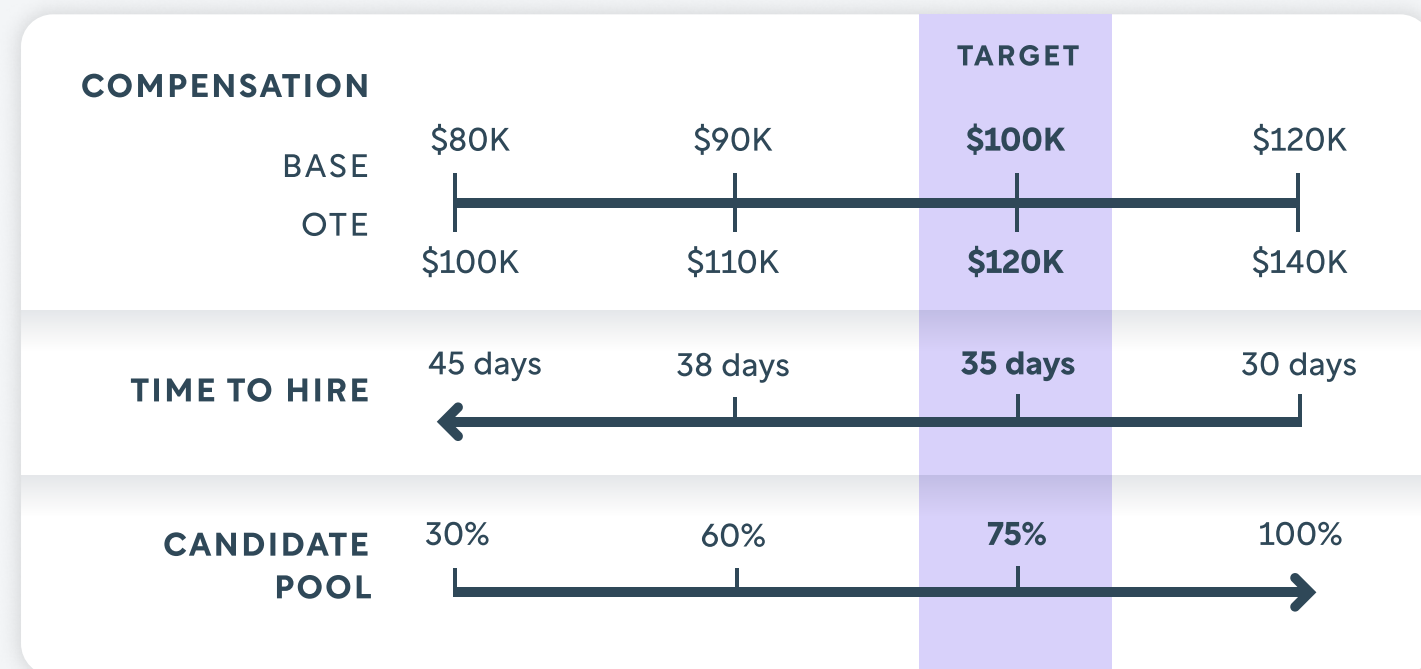 TARGET
COMPENSATION
$80K $90K $100K $120K
BASE
OTE
$100K $110K $120K $140K
45 days 38 days 35 days 30 days
TIME TO HIRE
30% 60% 75% 100%
CANDIDATE
POOL